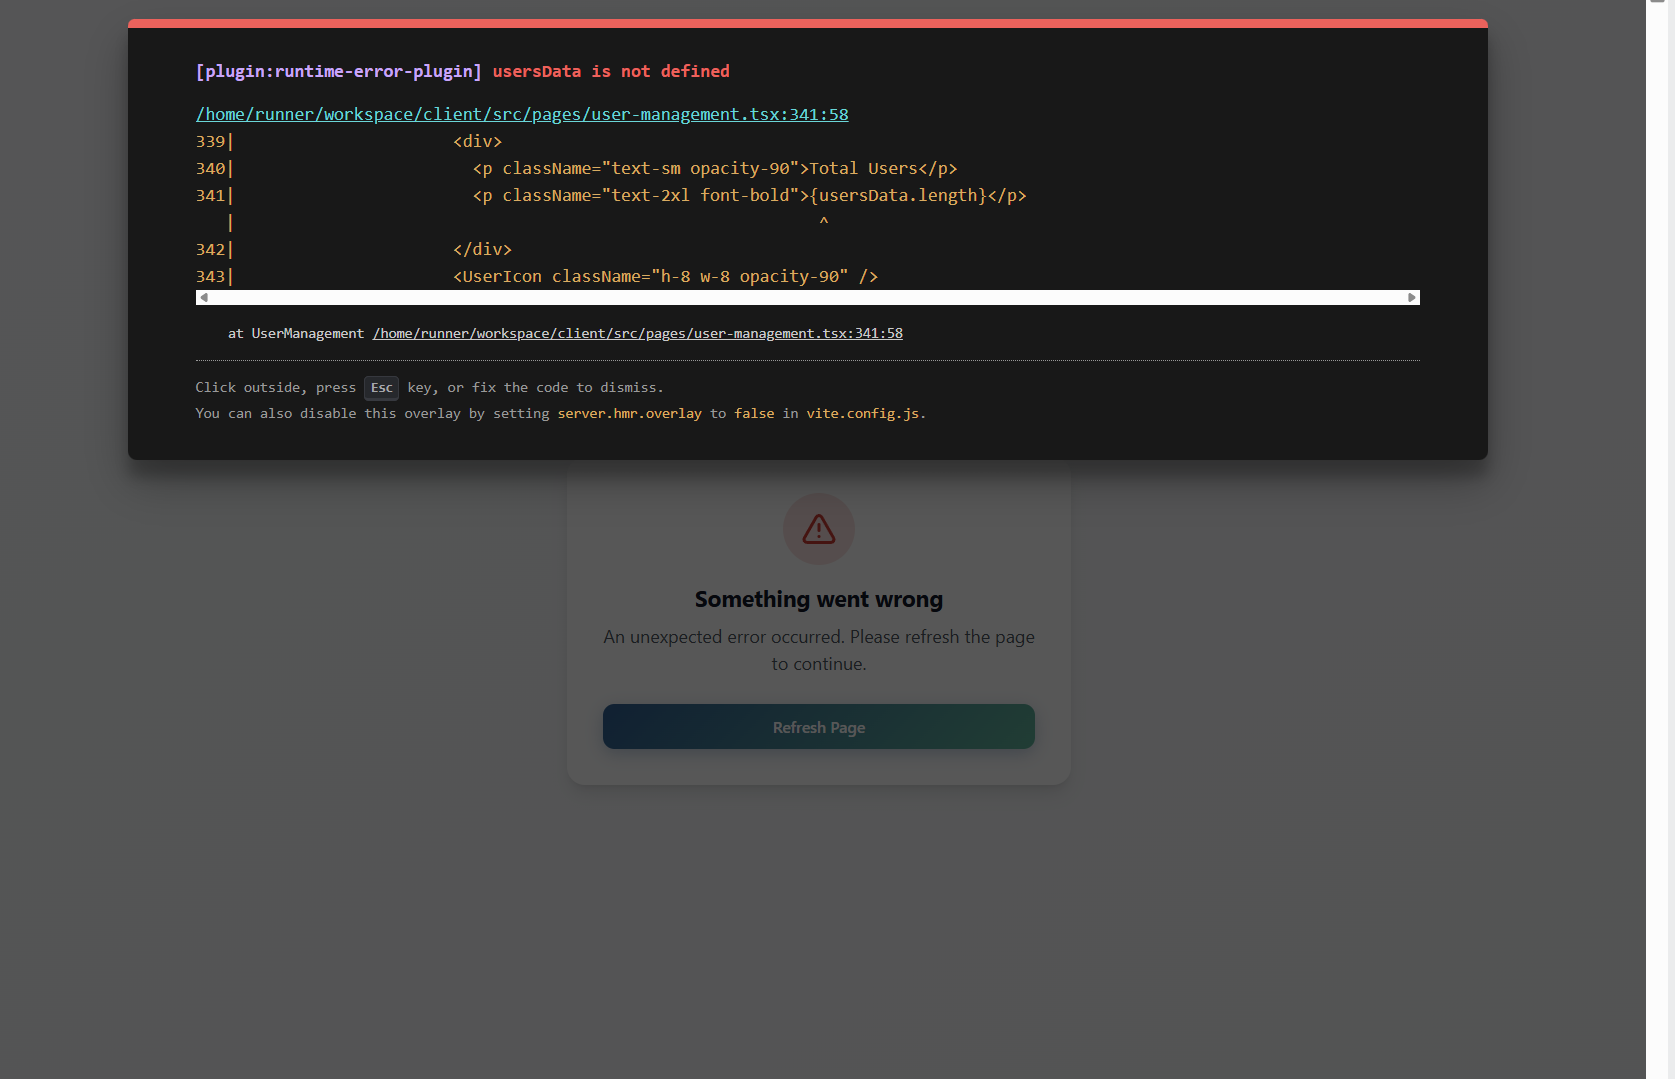 [plugin:runtime-error-plugin] usersData is not defined
/home/runner/workspace/client/src/pages/user-management.tsx:341:58
339|                      <div>
340|                        <p className="text-sm opacity-90">Total Users</p>
341|                        <p className="text-2xl font-bold">{usersData.length}</p>
   |                                                           ^
342|                      </div>
343|                      <UserIcon className="h-8 w-8 opacity-90" />
at UserManagement /home/runner/workspace/client/src/pages/user-management.tsx:341:58
Click outside, press Esc key, or fix the code to dismiss.
You can also disable this overlay by setting server.hmr.overlay to false in vite.config.js.
Something went wrong
An unexpected error occurred. Please refresh the page
to continue.
Refresh Page